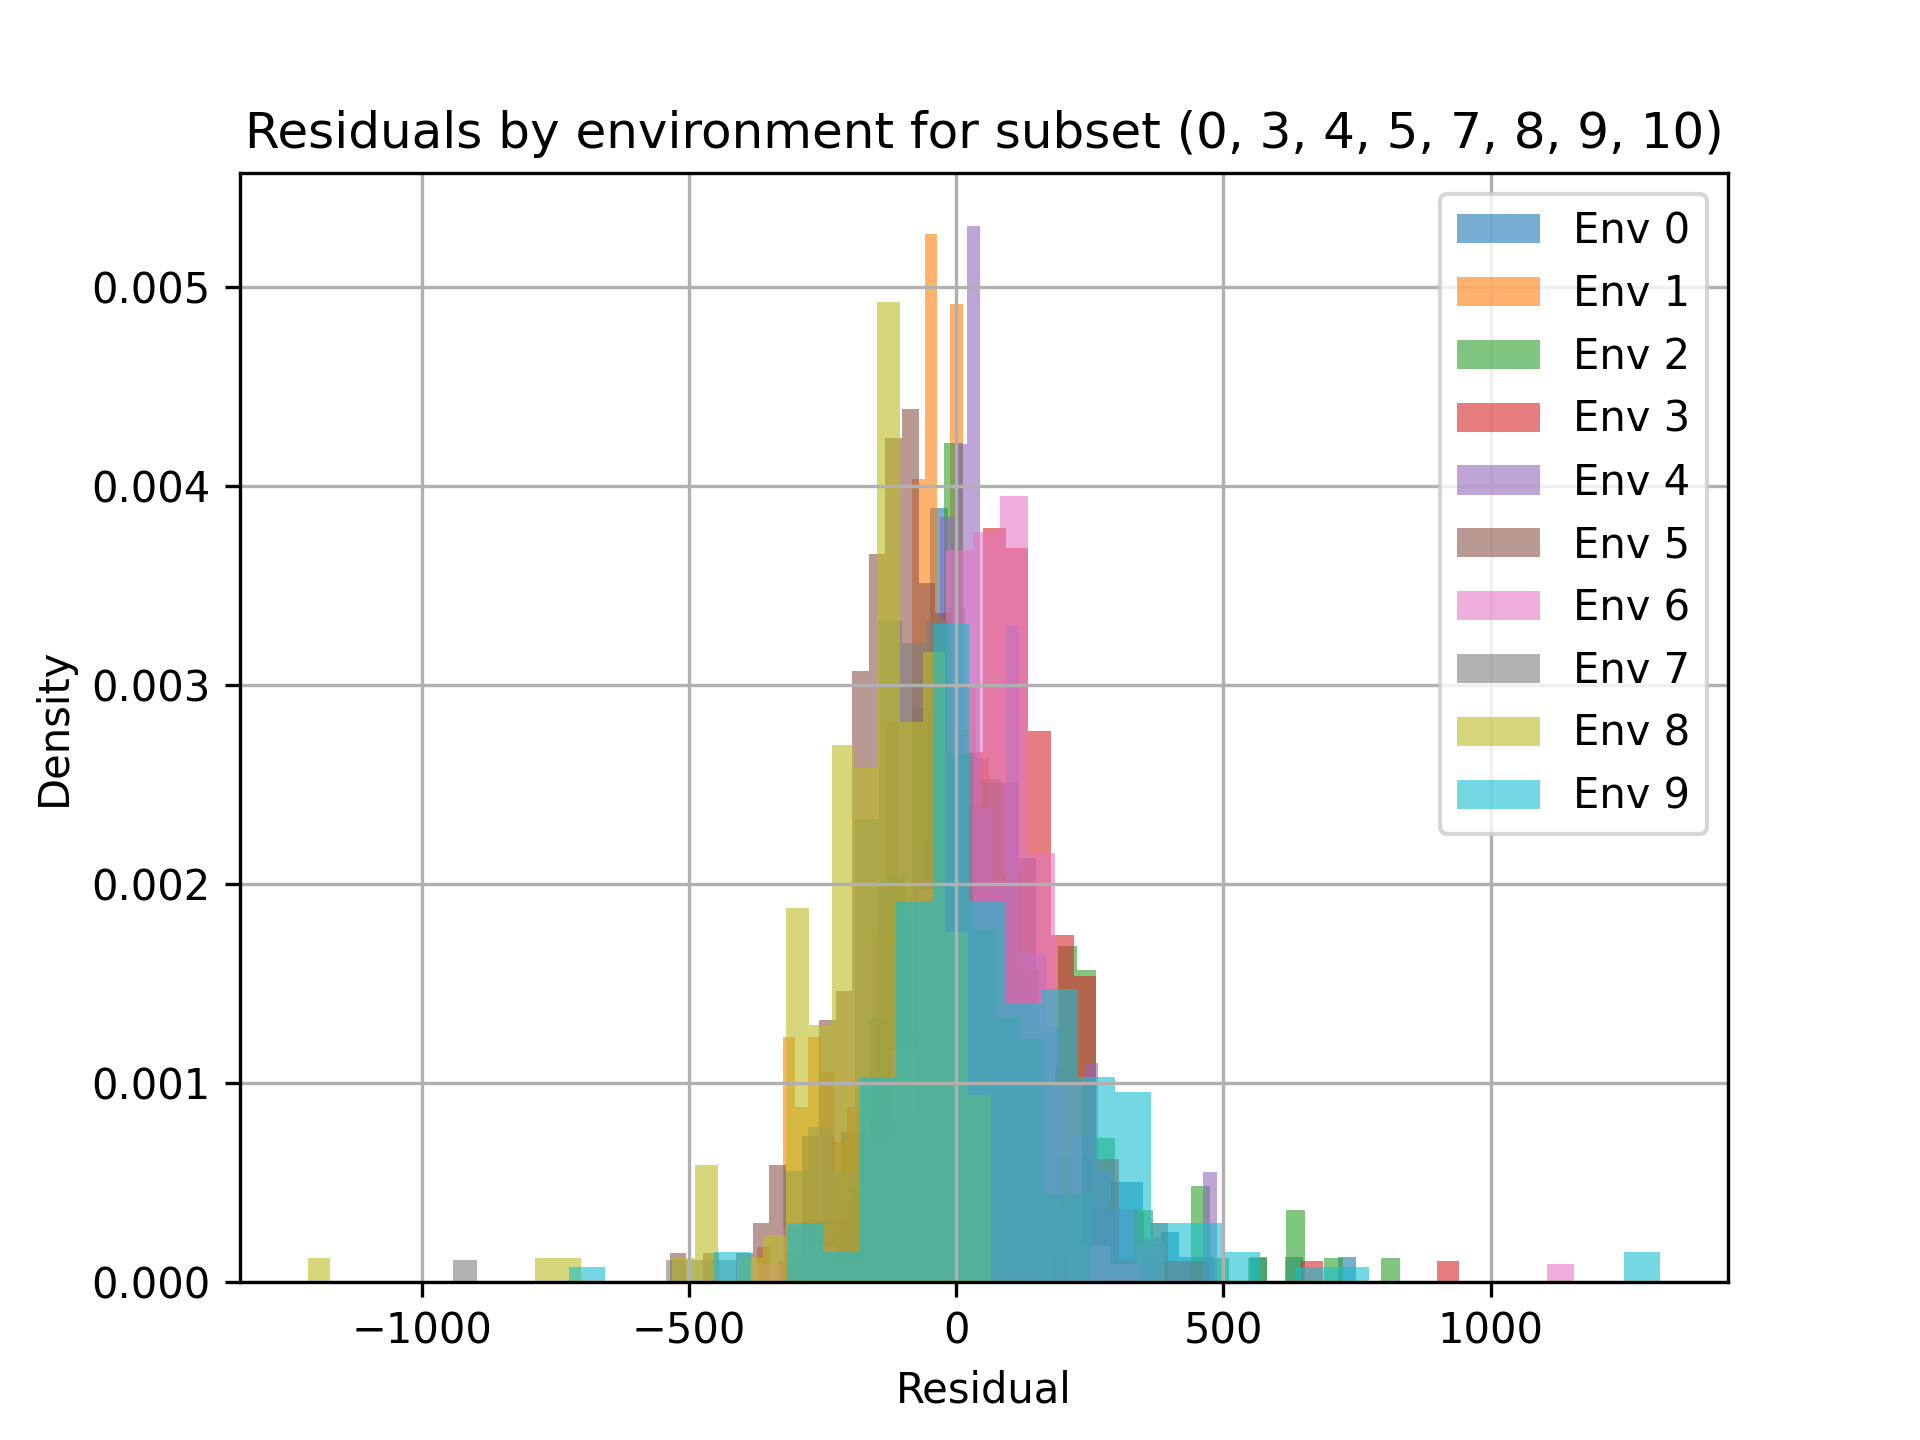 Residuals by environment for subset (0, 3, 4, 5, 7, 8, 9, 10)
Env 0
Env 1
Env 2
Env 3
Env 4
Env 5
Env 6
Env 7
Env 8
Env 9
Density
0.005
0.004
0.003
0.002
0.001
0.000
−1000 −500 0 500 1000
Residual